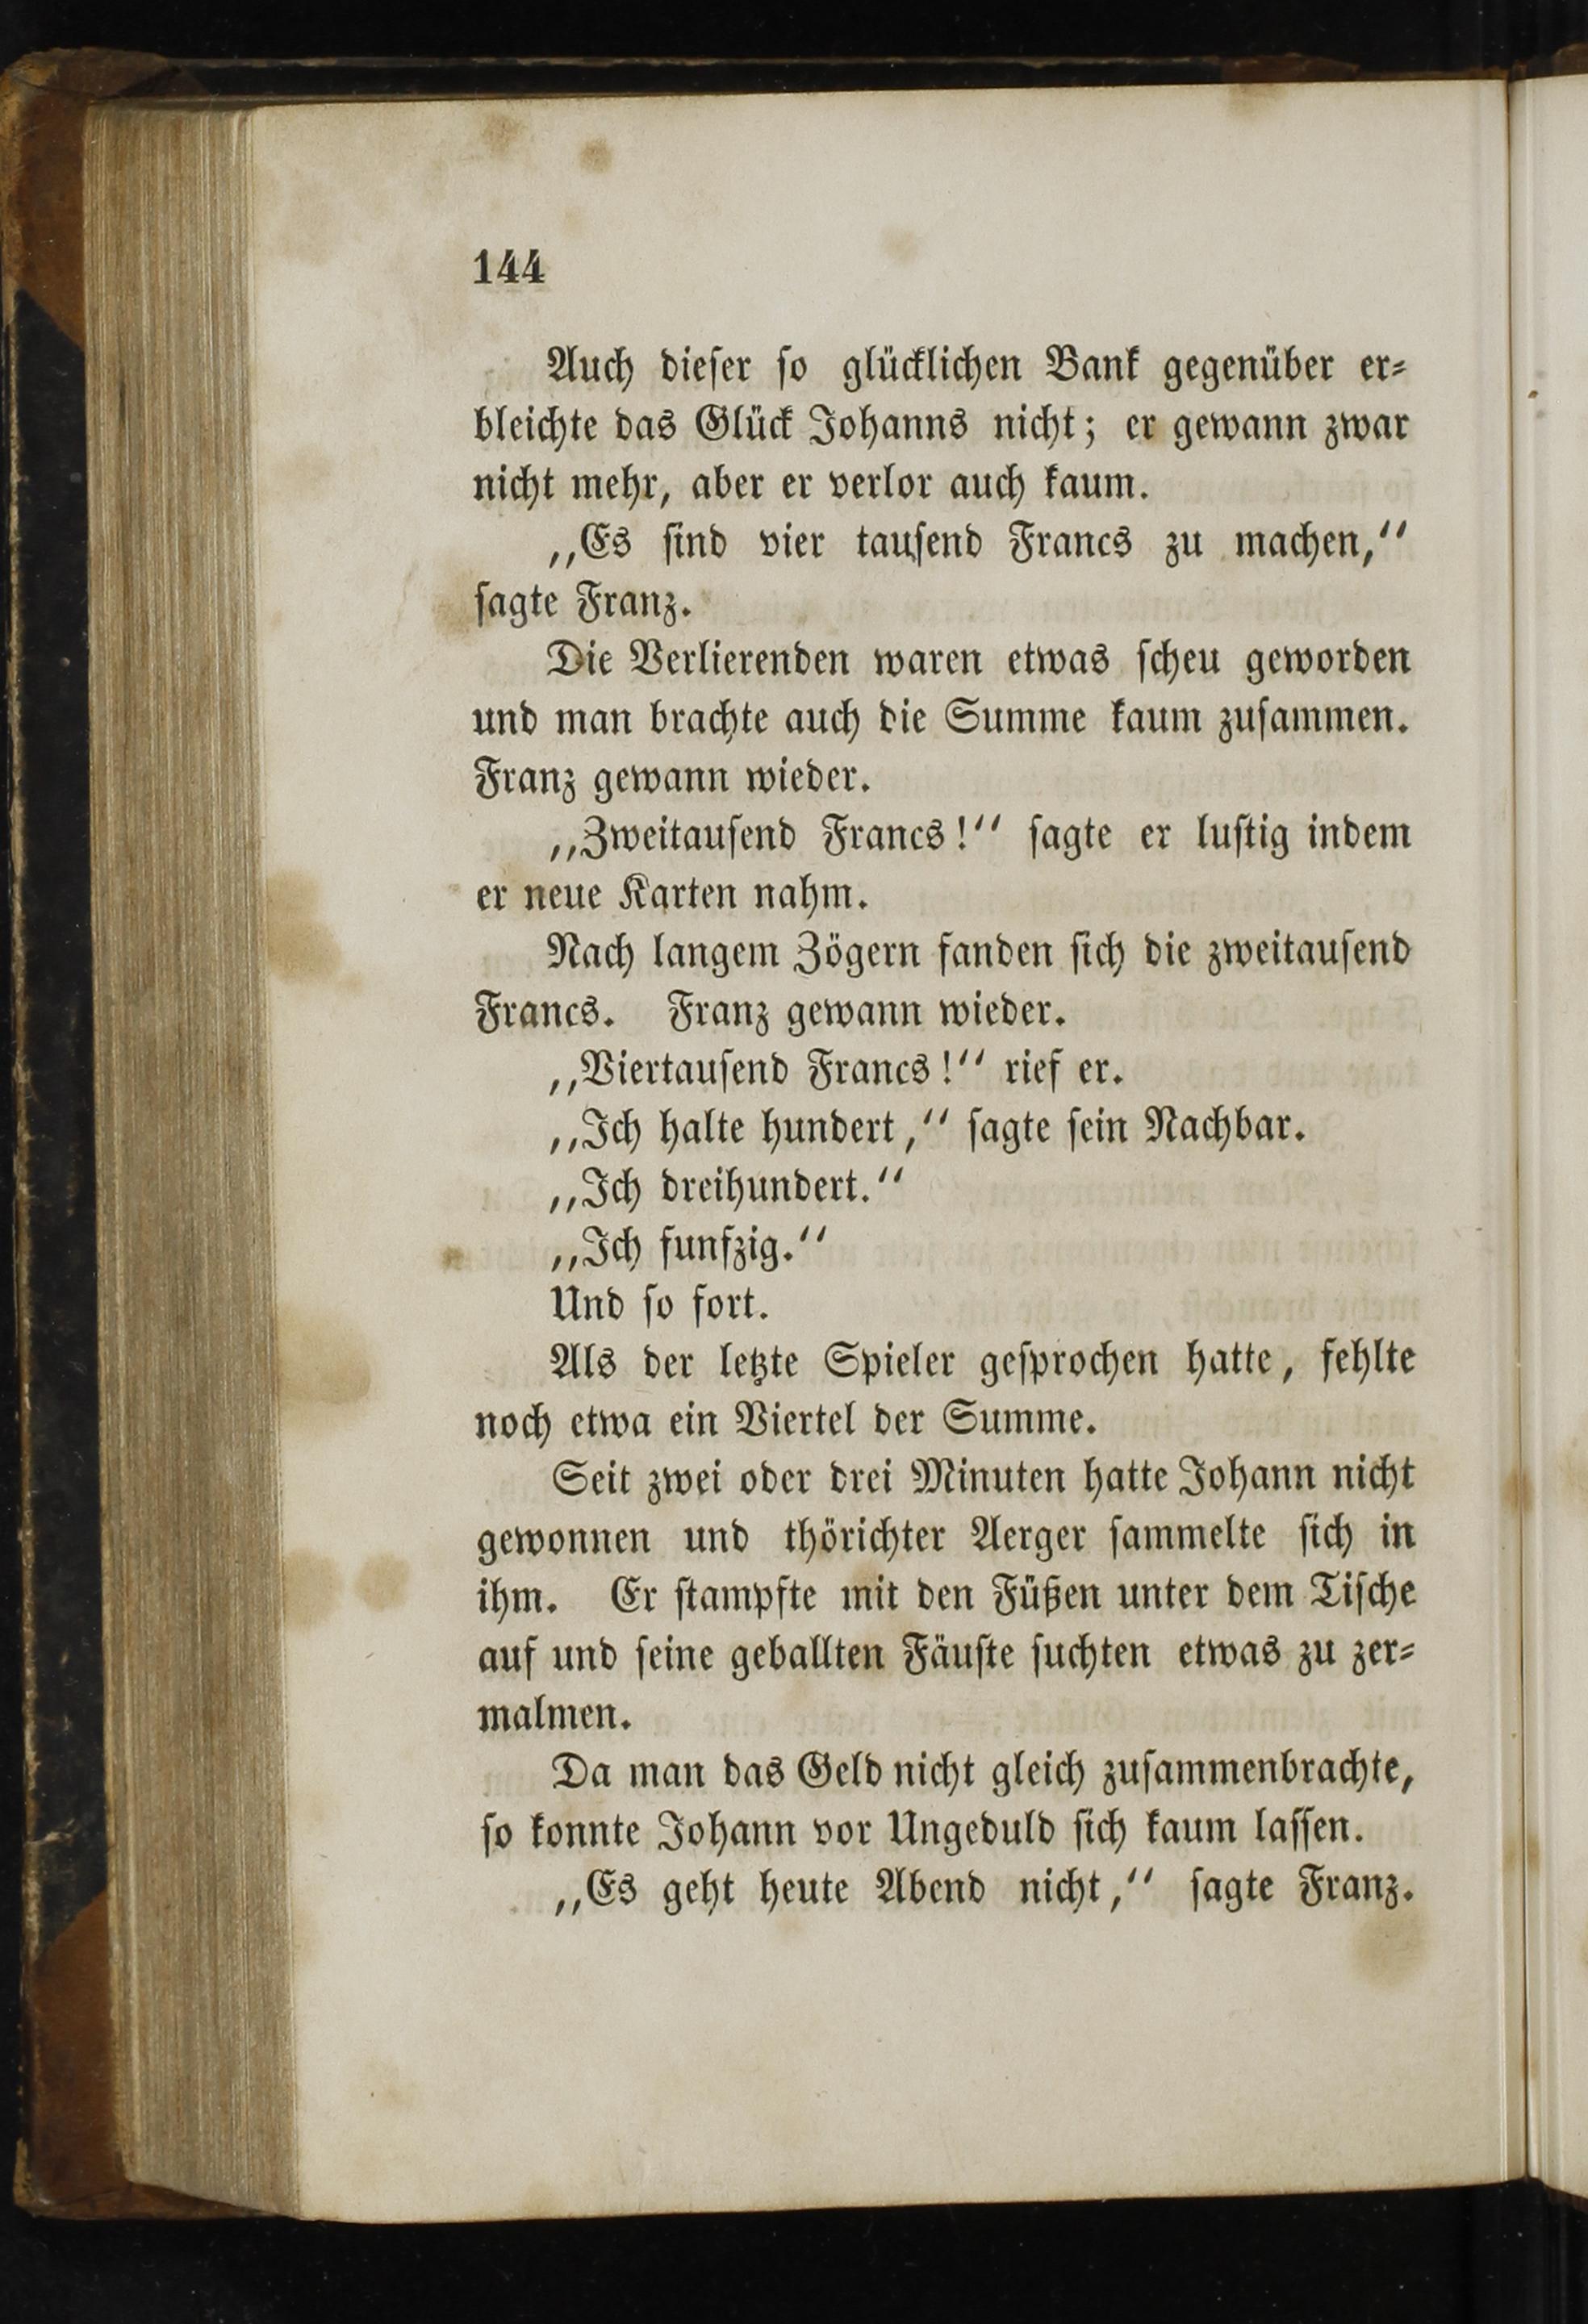 144
Auch dieſer ſo glücklichen Bank gegenüber er⸗
bleichte das Glück Johanns nicht; er gewann zwar
nicht mehr, aber er verlor auch kaum.
„Es ſind vier tauſend Francs zu machen,“
ſagte Franz.
Die Verlierenden waren etwas ſcheu geworden
und man brachte auch die Summe kaum zuſammen.
Franz gewann wieder.
„Zweitauſend Francs!“ ſagte er luſtig indem
er neue Karten nahm.
Nach langem Zögern fanden ſich die zweitauſend
Francs. Franz gewann wieder.
„Viertauſend Francs!“ rief er.
„Ich halte hundert,“ ſagte ſein Nachbar.
„Ich dreihundert.“
„Ich funfzig.“
Und ſo fort.
Als der letzte Spieler geſprochen hatte, fehlte
noch etwa ein Viertel der Summe.
Seit zwei oder drei Minuten hatte Johann nicht
gewonnen und thörichter Aerger ſammelte ſich in
ihm. Er ſtampfte mit den Füßen unter dem Tiſche
auf und ſeine geballten Fäuſte ſuchten etwas zu zer⸗
malmen.
Da man das Geld nicht gleich zuſammenbrachte,
ſo konnte Johann vor Ungeduld ſich kaum laſſen.
„Es geht heute Abend nicht,“ ſagte Franz.